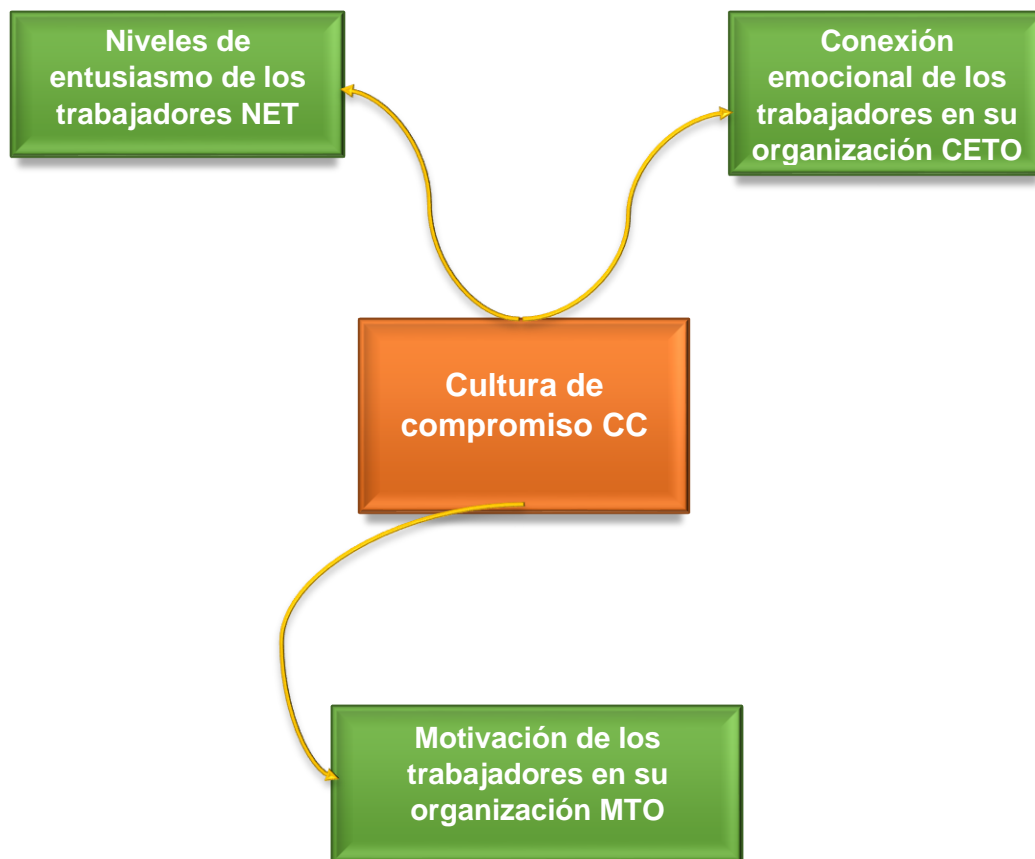 Niveles de
entusiasmo de los
trabajadores NET
Conexión
emocional de los
trabajadores en su
organización CETO
Cultura de
compromiso CC
Motivación de los
trabajadores en su
organización MTO